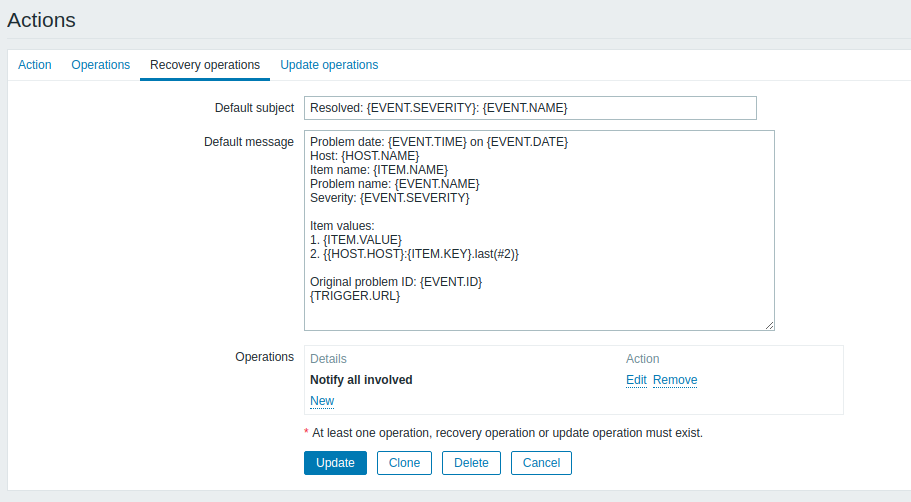 Actions
Action Operations Recovery operations Update operations
Default subject Resolved: {EVENT.SEVERITY}: {EVENT.NAME}
Default message Problem date: {EVENT.TIME} on {EVENT.DATE}
Host: {HOST.NAME}
Item name: {ITEM.NAME}
Problem name: {EVENT.NAME}
Severity: {EVENT.SEVERITY}
Item values:
1. {ITEM.VALUE}
2. {{HOST.HOST}:{ITEM.KEY}.last(#2)}
Original problem ID: {EVENT.ID}
{TRIGGER.URL}
Operations Details Action
Notify all involved Edit Remove
New
* At least one operation, recovery operation or update operation must exist.
Update Clone Delete Cancel